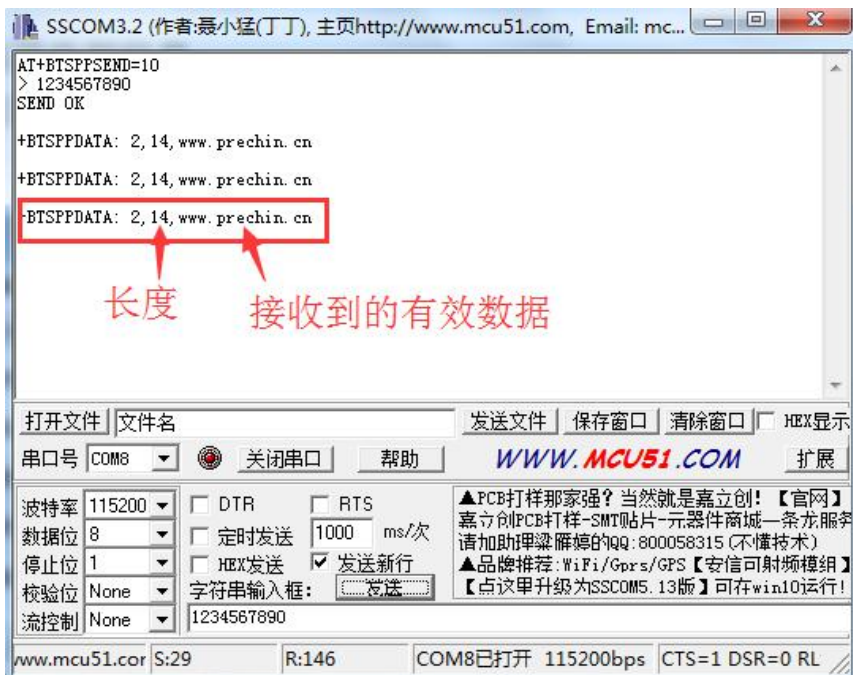 SSCOM3.2 (作者:聂小猛(丁丁), 主页http://www.mcu51.com, Email: mc...
AT+BTSPPSEND=10
> 1234567890
SEND OK
+BTSPPDATA: 2,14,www.prechin.cn
+BTSPPDATA: 2,14,www.prechin.cn
+BTSPPDATA: 2,14,www.prechin.cn
长度 接收到的有效数据
打开文件 文件名 发送文件 保存窗口 清除窗口 HEX显示
串口号 COM8 关闭串口 帮助 WWW.MCU51.COM 扩展
波特率 115200 DTR RTS
数据位 8 定时发送 1000 ms/次
停止位 1 HEX发送 发送新行
校验位 None 字符串输入框: 发送
流控制 None 1234567890
▲PCB打样那家强? 当然就是嘉立创! 【官网】
嘉立创PCB打样-SMT贴片-元器件商城—条龙服务
请加助理梁雁嫦的QQ:800058315(不懂技术)
▲品牌推荐:WiFi/Gprs/GPS【安信可射频模组】
【点这里升级为SSCOM5.13版】可在win10运行!
www.mcu51.cor S:29 R:146 COM8已打开 115200bps CTS=1 DSR=0 RL